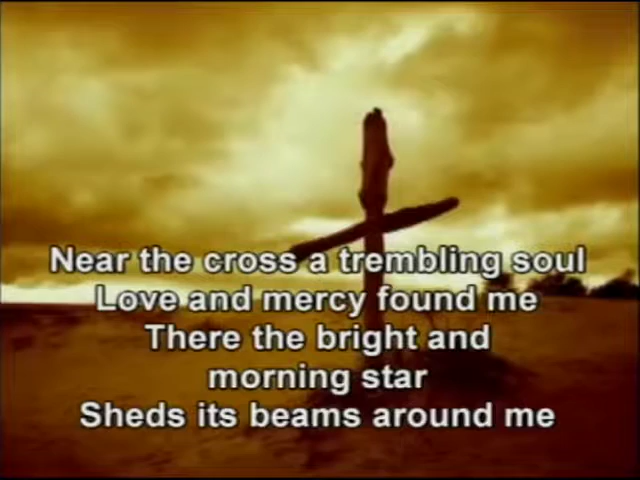 Near the cross a trembling soul
Love and mercy found me
There the bright and
morning star
Sheds its beams around me